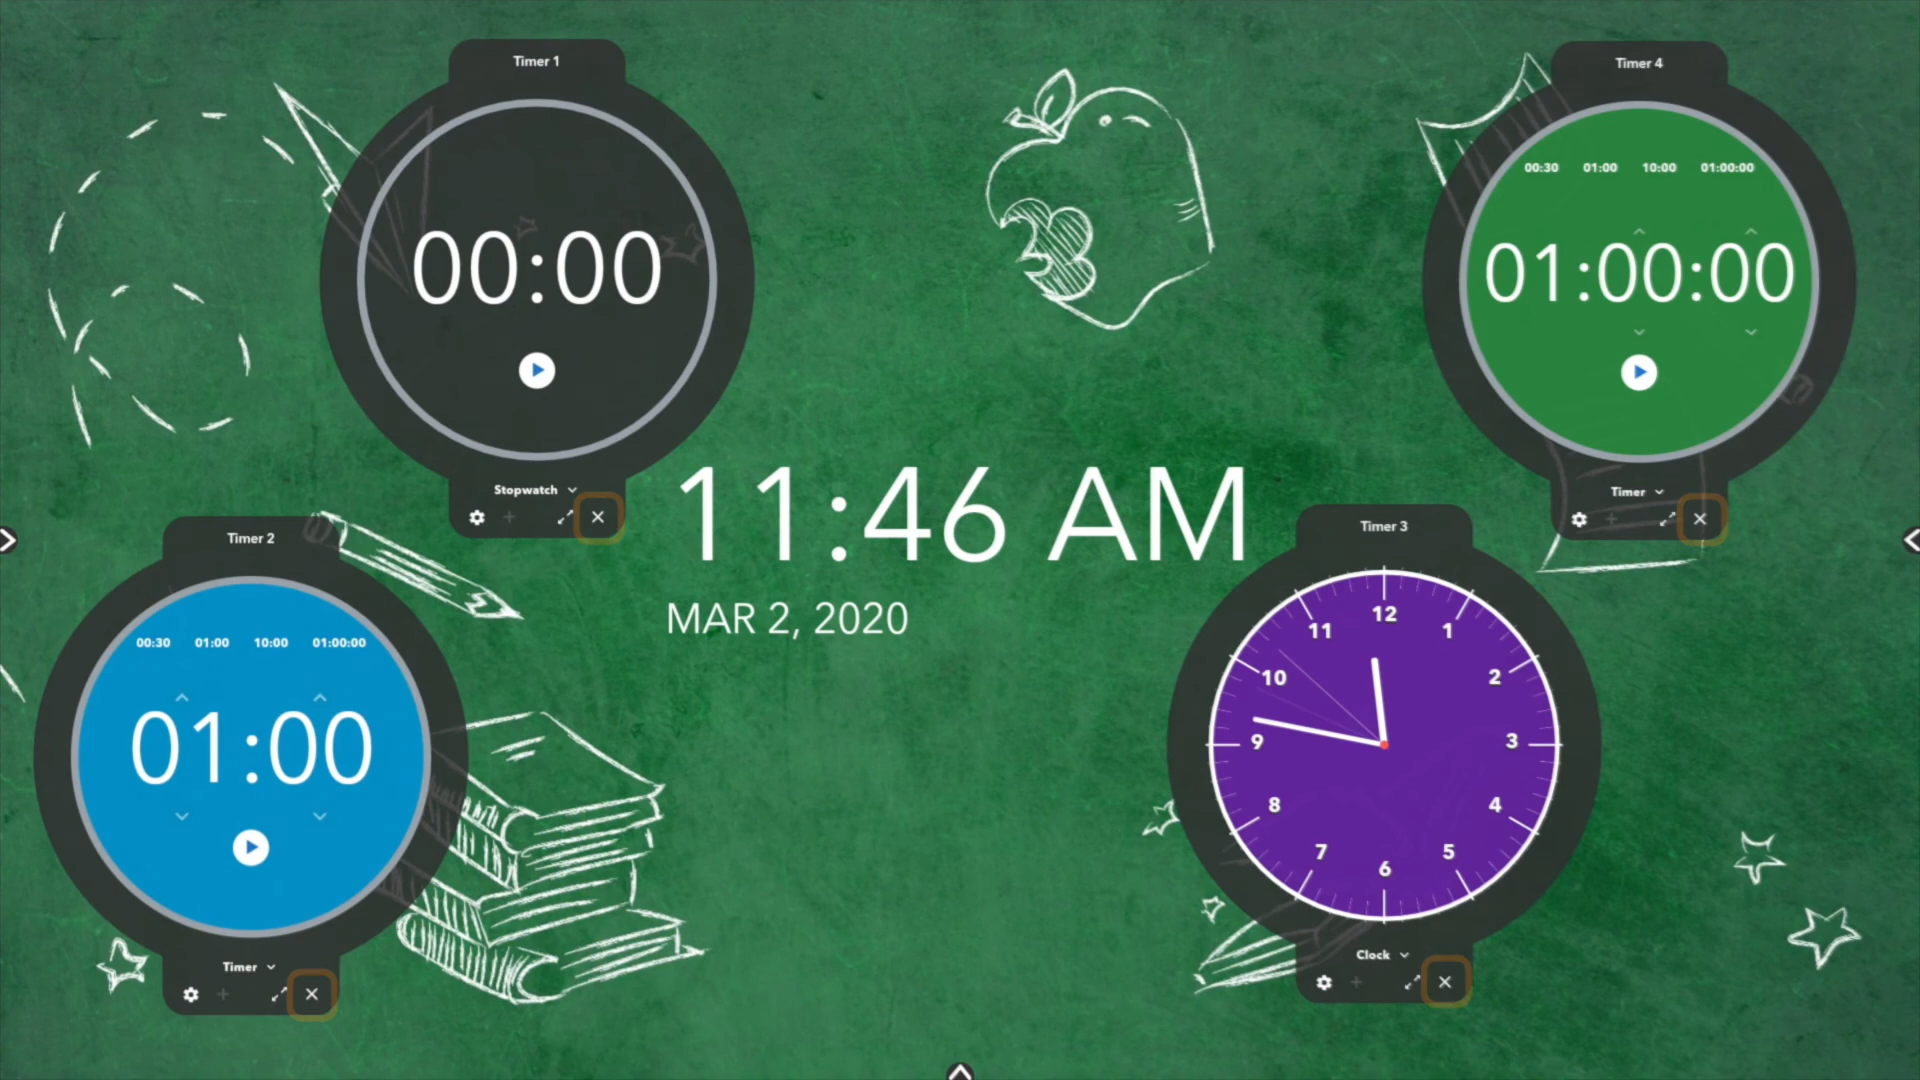 Timer 1
00:00
Stopwatch
Timer 4
00:30 01:00 10:00 01:00:00
01:00:00
Timer
11:46 AM
MAR 2, 2020
Timer 2
00:30 01:00 10:00 01:00:00
01:00
Timer
Timer 3
12
11 1
10 2
9 3
8 4
7 5
6
Clock